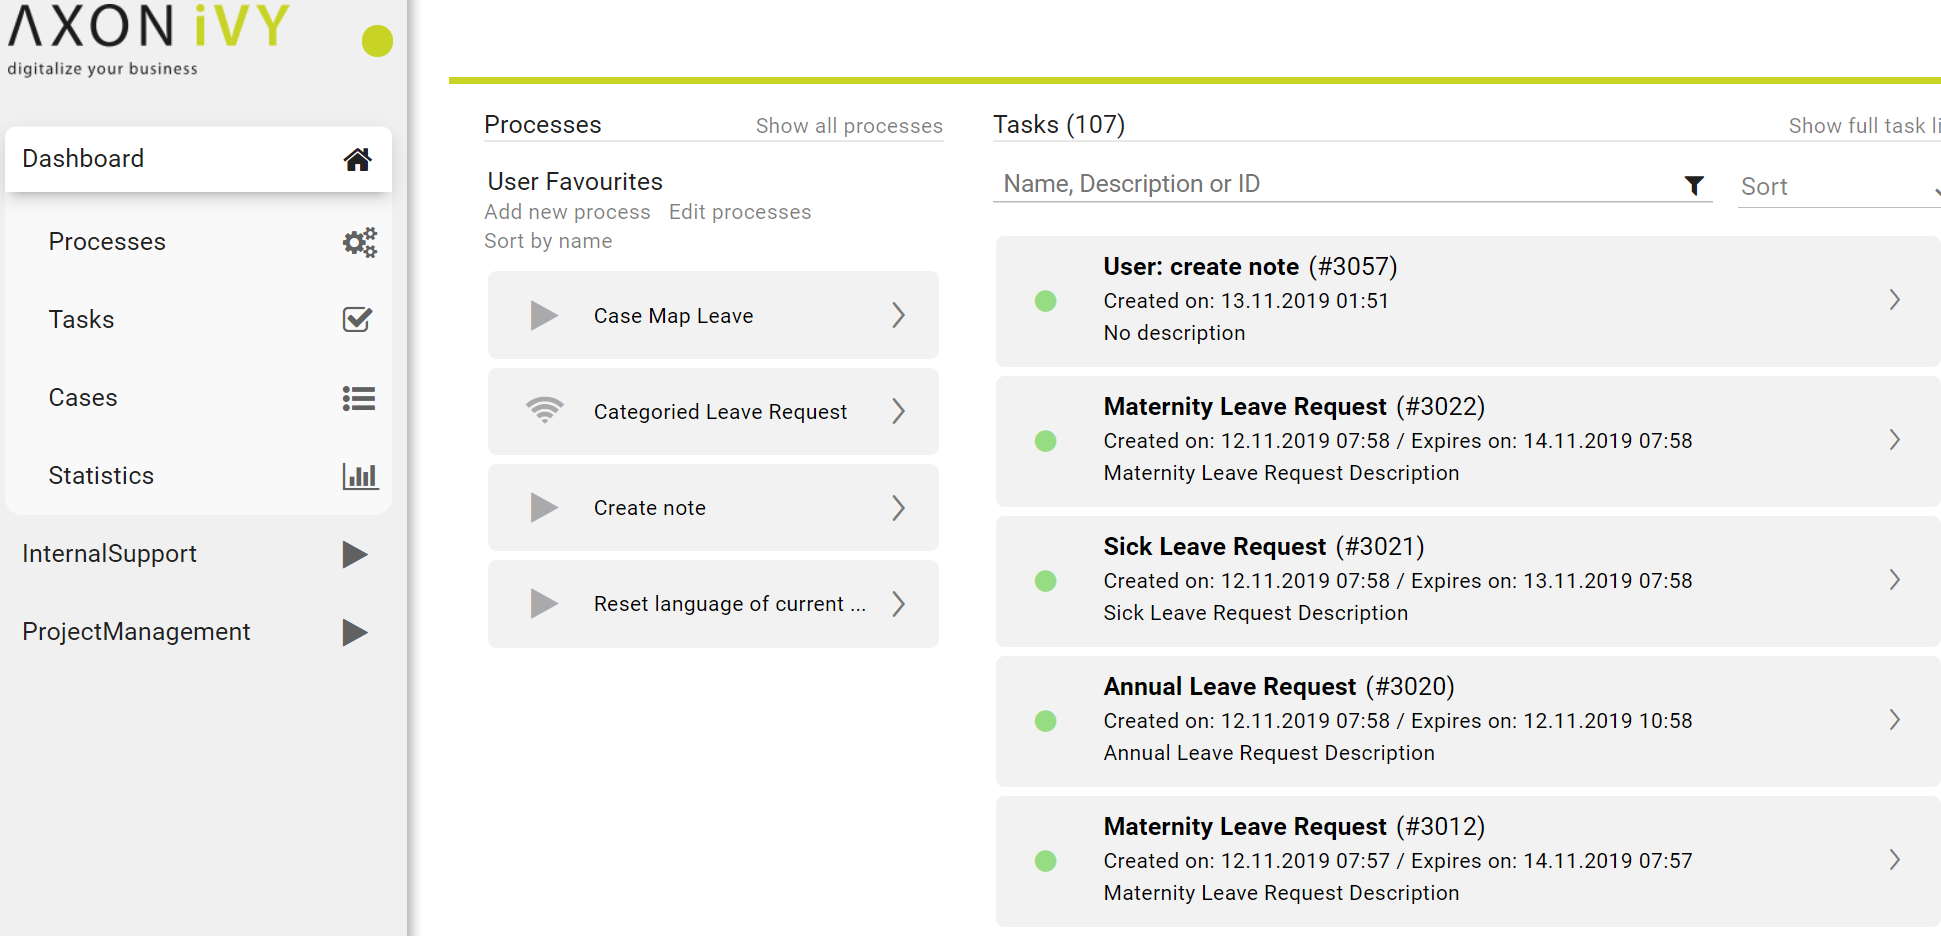 AXON iVY
digitalize your business
Dashboard
Processes
Tasks
Cases
Statistics
InternalSupport
ProjectManagement
Processes
Show all processes
User Favourites
Add new process Edit processes
Sort by name
Case Map Leave
Categoried Leave Request
Create note
Reset language of current ...
Tasks (107)
Show full task li
Name, Description or ID
Sort
User: create note (#3057)
Created on: 13.11.2019 01:51
No description
Maternity Leave Request (#3022)
Created on: 12.11.2019 07:58 / Expires on: 14.11.2019 07:58
Maternity Leave Request Description
Sick Leave Request (#3021)
Created on: 12.11.2019 07:58 / Expires on: 13.11.2019 07:58
Sick Leave Request Description
Annual Leave Request (#3020)
Created on: 12.11.2019 07:58 / Expires on: 12.11.2019 10:58
Annual Leave Request Description
Maternity Leave Request (#3012)
Created on: 12.11.2019 07:57 / Expires on: 14.11.2019 07:57
Maternity Leave Request Description